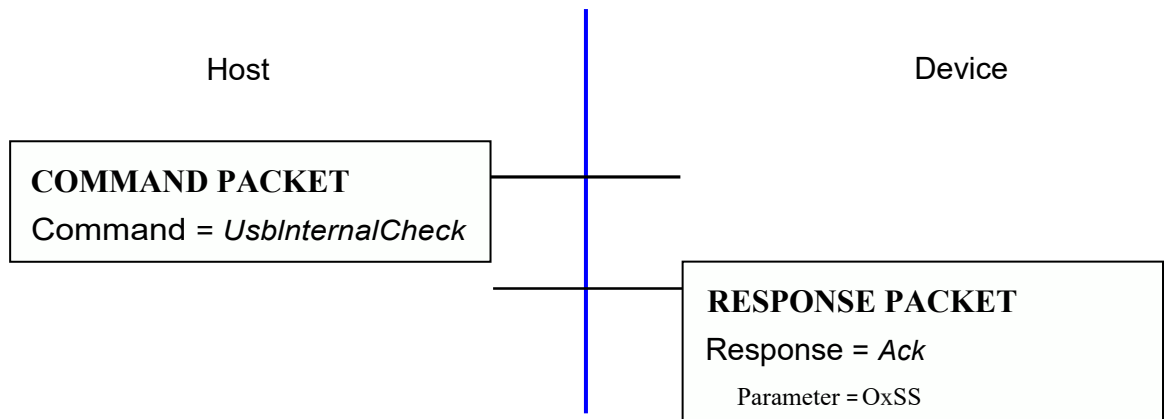 Host
Device
COMMAND PACKET
Command = UsbInternalCheck
RESPONSE PACKET
Response = Ack
Parameter = OxSS